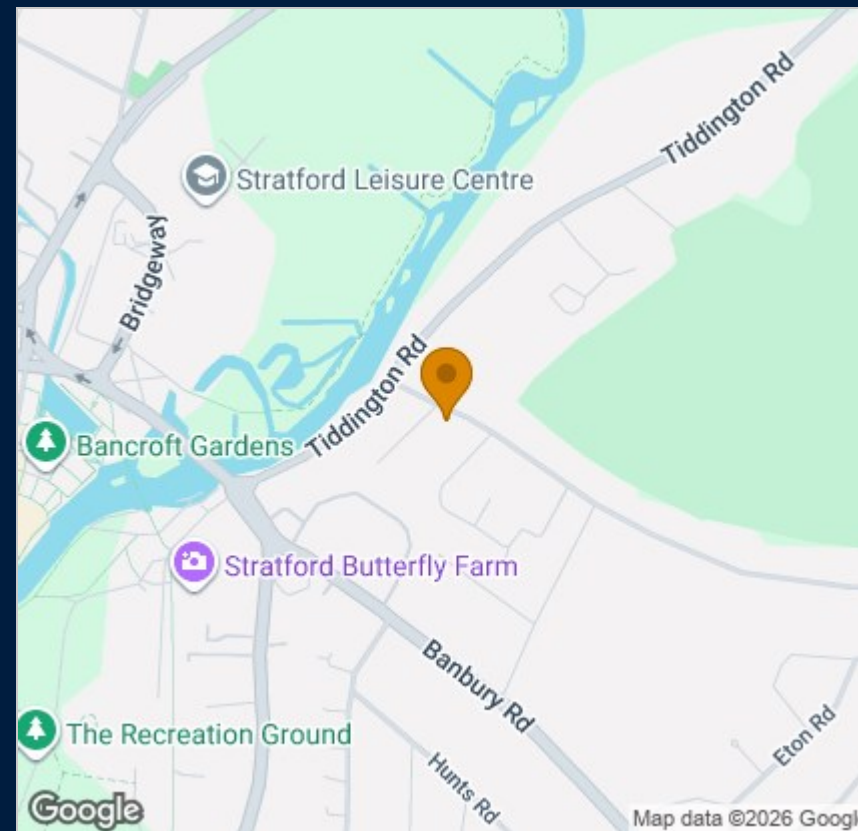 Tiddington Rd
Stratford Leisure Centre
Bridgeway
Tiddington Rd
Bancroft Gardens
Stratford Butterfly Farm
Banbury Rd
The Recreation Ground
Eton Rd
Hunts Rd
Google
Map data ©2026 Google